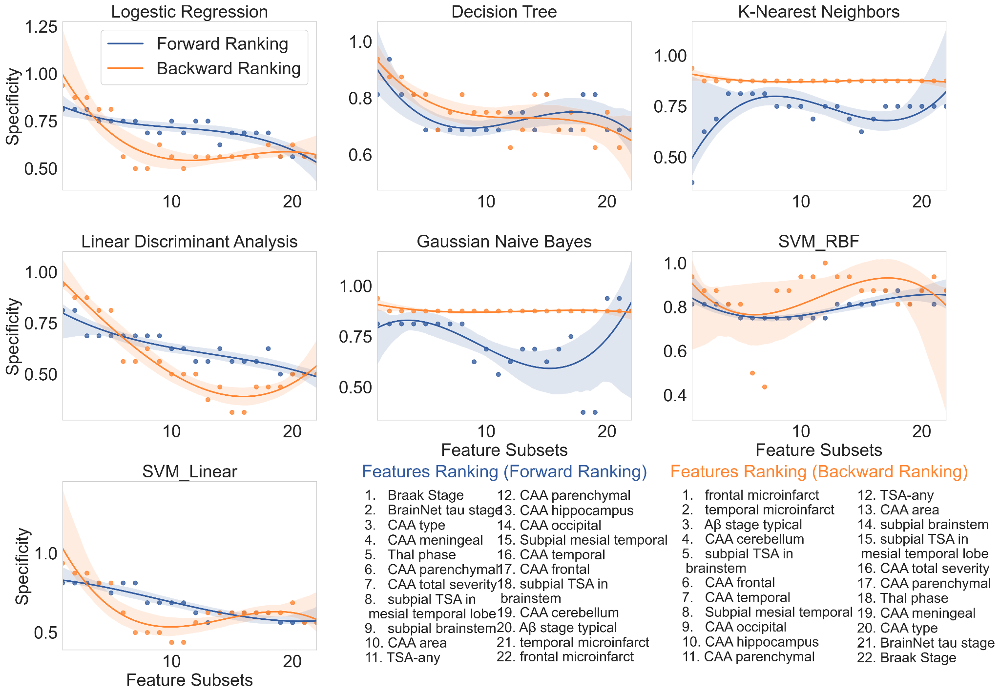 Logestic Regression
Decision Tree
K-Nearest Neighbors
1.25
1.00
0.75
0.50
Specificity
Forward Ranking
Backward Ranking
10
20
1.0
0.8
0.6
10
20
1.00
0.75
0.50
10
20
Linear Discriminant Analysis
Gaussian Naive Bayes
SVM_RBF
1.00
0.75
0.50
Specificity
10
20
1.00
0.75
0.50
10
20
Feature Subsets
1.0
0.8
0.6
0.4
10
20
Feature Subsets
SVM_Linear
1.0
0.5
Specificity
10
20
Feature Subsets
Features Ranking (Forward Ranking)
1. Braak Stage
2. BrainNet tau stage
3. CAA type
4. CAA meningeal
5. Thal phase
6. CAA parenchymal
7. CAA total severity
8. subpial TSA in
mesial temporal lobe
9. subpial brainstem
10. CAA area
11. TSA-any
12. CAA parenchymal
13. CAA hippocampus
14. CAA occipital
15. Subpial mesial temporal
16. CAA temporal
17. CAA frontal
18. subpial TSA in
brainstem
19. CAA cerebellum
20. Aβ stage typical
21. temporal microinfarct
22. frontal microinfarct
Features Ranking (Backward Ranking)
1. frontal microinfarct
2. temporal microinfarct
3. Aβ stage typical
4. CAA cerebellum
5. subpial TSA in
brainstem
6. CAA frontal
7. CAA temporal
8. Subpial mesial temporal
9. CAA occipital
10. CAA hippocampus
11. CAA parenchymal
12. TSA-any
13. CAA area
14. subpial brainstem
15. subpial TSA in
mesial temporal lobe
16. CAA total severity
17. CAA parenchymal
18. Thal phase
19. CAA meningeal
20. CAA type
21. BrainNet tau stage
22. Braak Stage